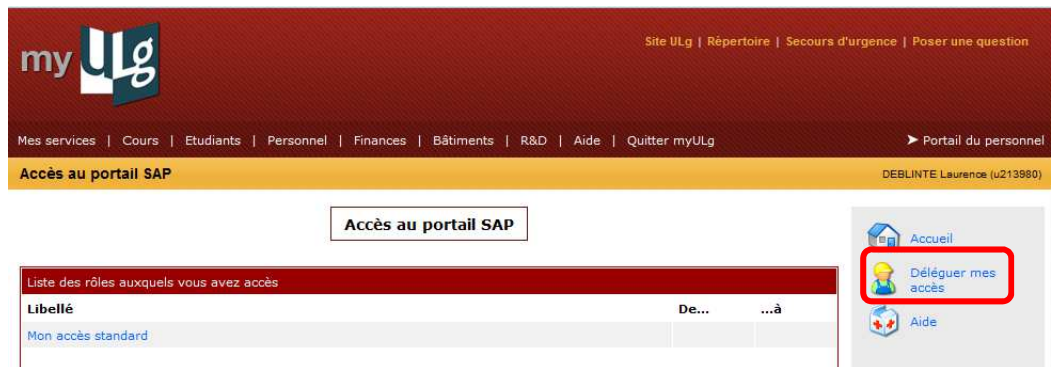 my ULg
Site ULg | Répertoire | Secours d'urgence | Poser une question
Mes services | Cours | Etudiants | Personnel | Finances | Bâtiments | R&D | Aide | Quitter myULg
➤ Portail du personnel
Accès au portail SAP
DEBLINTE Laurence (u213980)
Accès au portail SAP
Accueil
Déléguer mes
accès
Aide
Liste des rôles auxquels vous avez accès
Libellé De... ...à
Mon accès standard